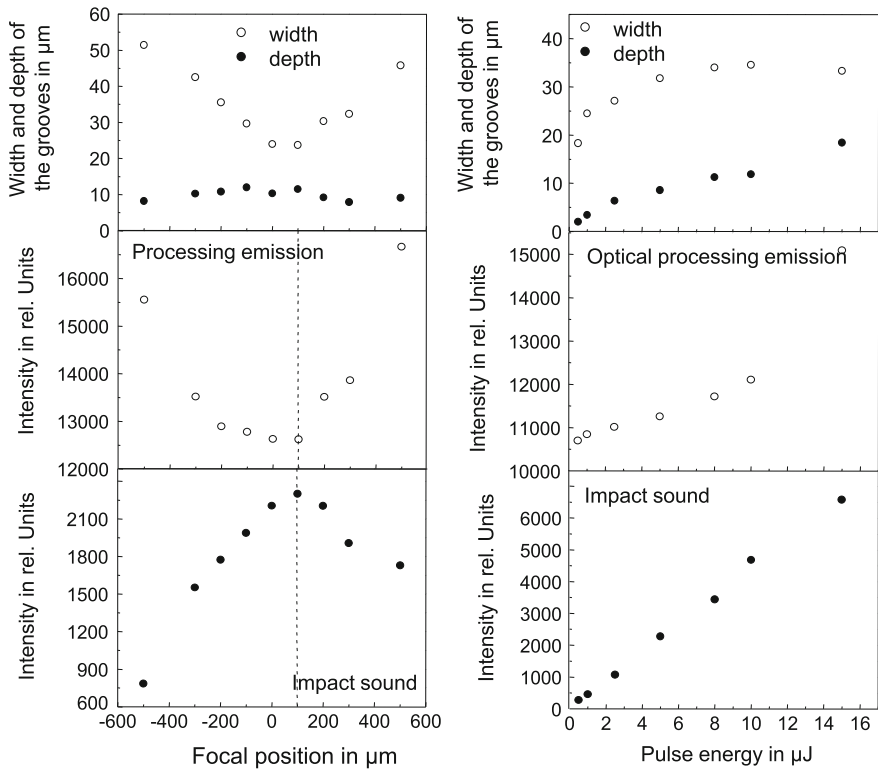 Width and depth of
the grooves in µm
60
50
40
30
20
10
0
width
depth
Intensity in rel. Units
16000
15000
14000
13000
12000
Processing emission
Intensity in rel. Units
2100
1800
1500
1200
900
600
Impact sound
-600 -400 -200 0 200 400 600
Focal position in µm
Width and depth of
the grooves in µm
40
30
20
10
0
width
depth
Intensity in rel. Units
15000
14000
13000
12000
11000
10000
Optical processing emission
Intensity in rel. Units
6000
5000
4000
3000
2000
1000
0
Impact sound
0 2 4 6 8 10 12 14 16
Pulse energy in µJ